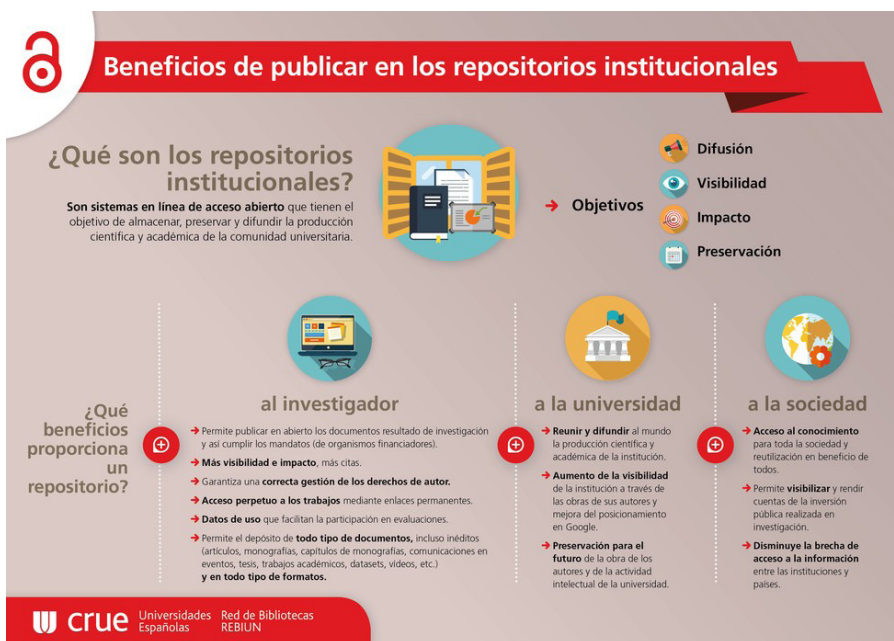 Beneficios de publicar en los repositorios institucionales
¿Qué son los repositorios
institucionales?
Son sistemas en línea de acceso abierto que tienen el
objetivo de almacenar, preservar y difundir la producción
científica y académica de la comunidad universitaria.
Objetivos
Difusión
Visibilidad
Impacto
Preservación
¿Qué
beneficios
proporciona
un
repositorio?
al investigador
Permite publicar en abierto los documentos resultado de investigación
y así cumplir los mandatos (de organismos financiadores).
Más visibilidad e impacto, más citas.
Garantiza una correcta gestión de los derechos de autor.
Acceso perpetuo a los trabajos mediante enlaces permanentes.
Datos de uso que facilitan la participación en evaluaciones.
Permite el depósito de todo tipo de documentos, incluso inéditos
(artículos, monografías, capítulos de monografías, comunicaciones en
eventos, tesis, trabajos académicos, datasets, vídeos, etc.)
y en todo tipo de formatos.
a la universidad
Reunir y difundir al mundo
la producción científica y
académica de la institución.
Aumento de la visibilidad
de la institución a través de
las obras de sus autores y
mejora del posicionamiento
en Google.
Preservación para el
futuro de la obra de los
autores y de la actividad
intelectual de la universidad.
a la sociedad
Acceso al conocimiento
para toda la sociedad y
reutilización en beneficio de
todos.
Permite visibilizar y rendir
cuentas de la inversión
pública realizada en
investigación.
Disminuye la brecha de
acceso a la información
entre las instituciones y
países.
crue
Universidades
Españolas
Red de Bibliotecas
REBIUN